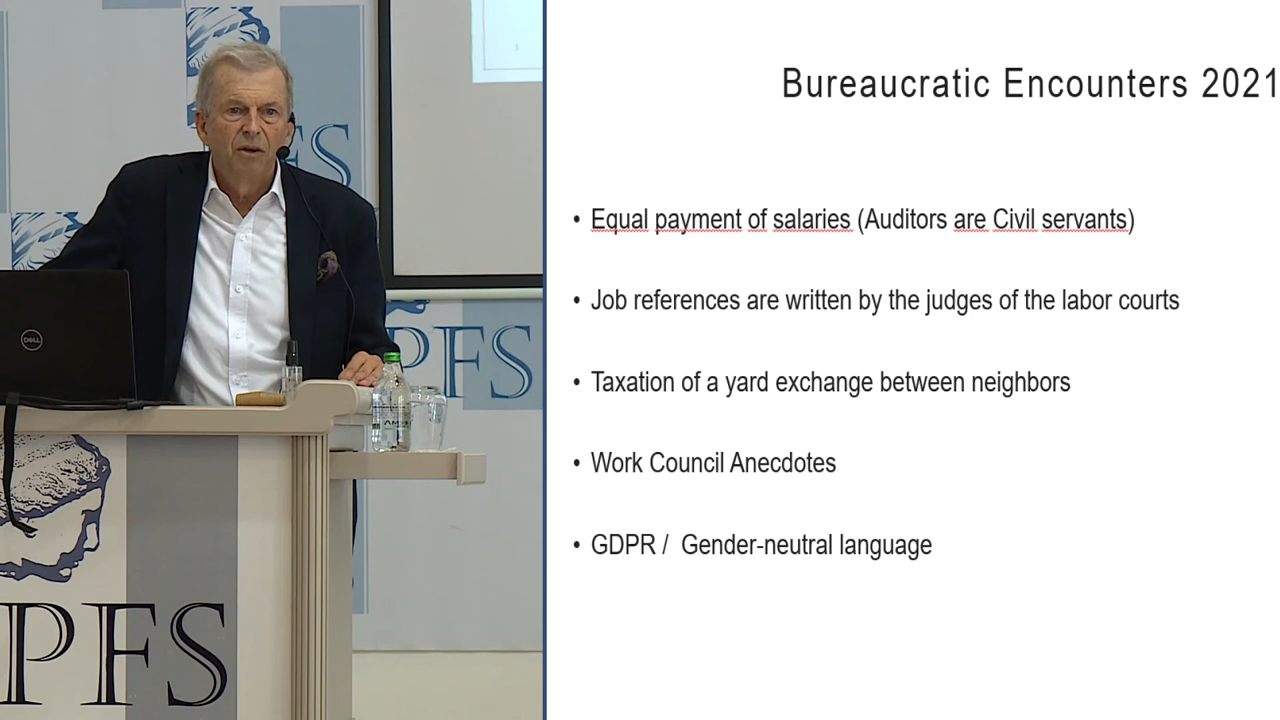 Bureaucratic Encounters 2021
• Equal payment of salaries (Auditors are Civil servants)
• Job references are written by the judges of the labor courts
• Taxation of a yard exchange between neighbors
• Work Council Anecdotes
• GDPR /  Gender-neutral language
FS
PFS
DELL
PFS